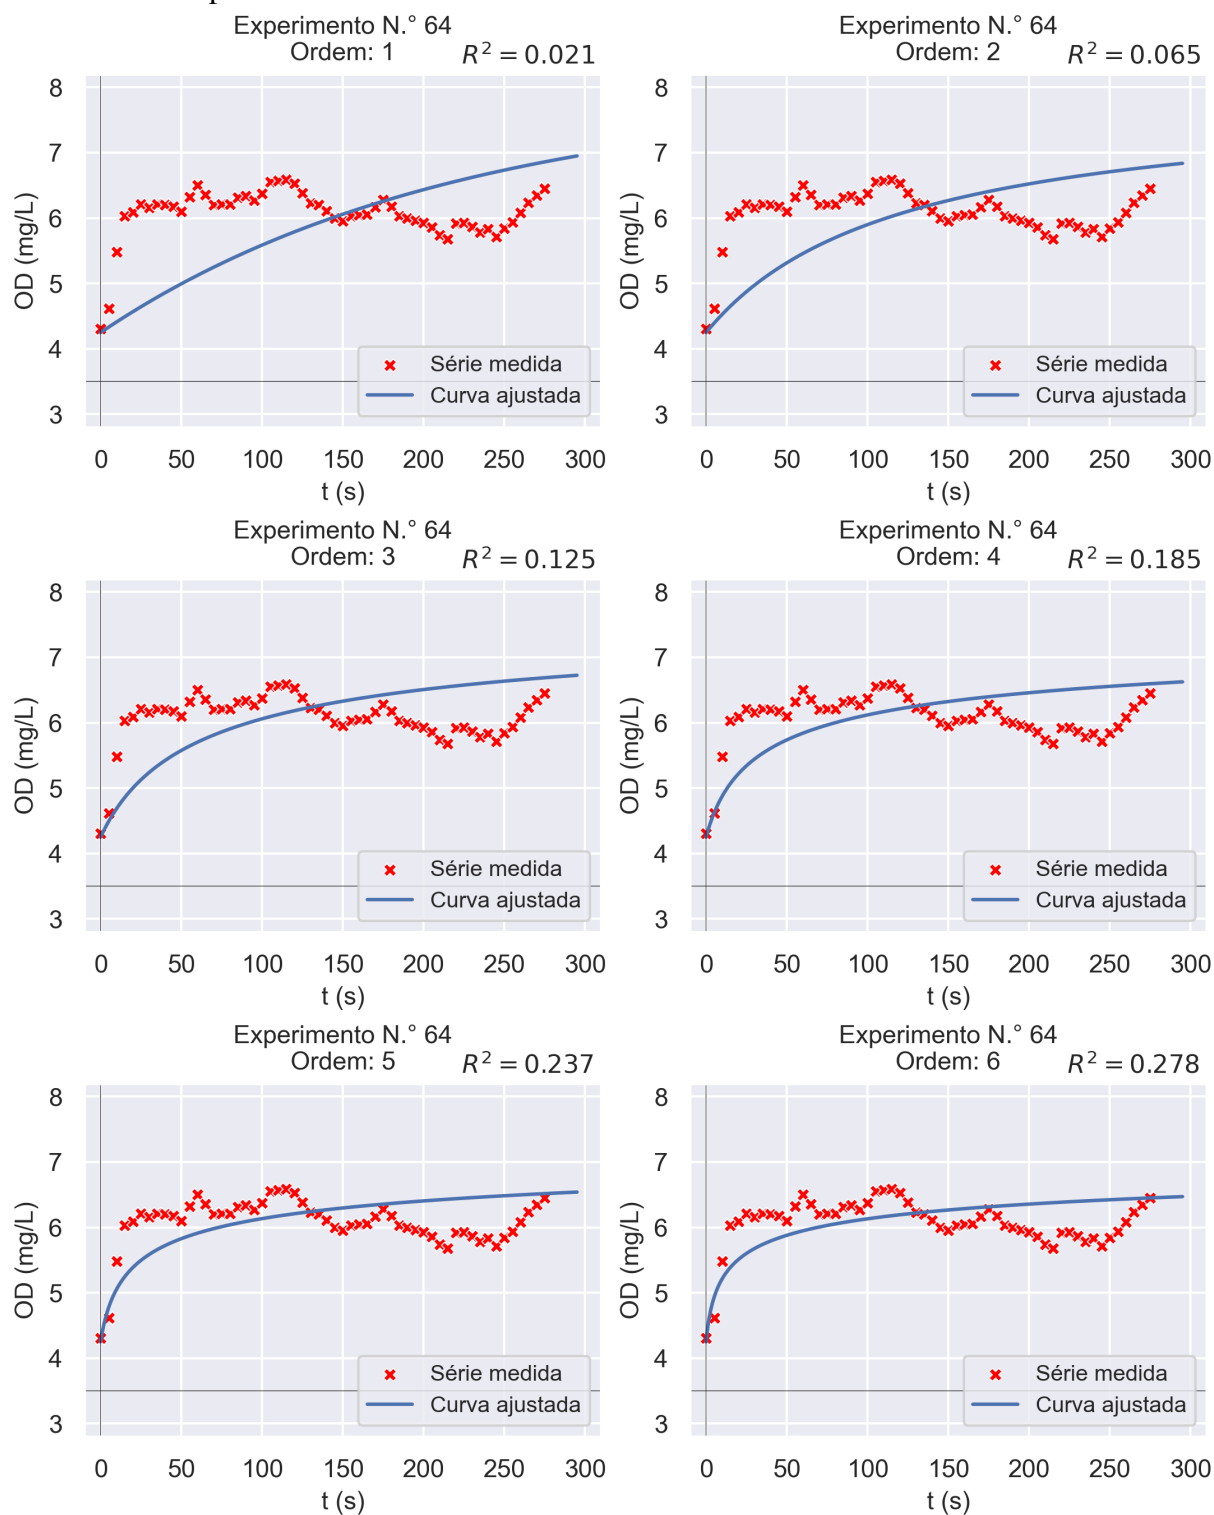 Experimento N.° 64
Ordem: 1 R² = 0.021
8
7
6
5
4
3
OD (mg/L)
Série medida
Curva ajustada
0 50 100 150 200 250 300
t (s)
Experimento N.° 64
Ordem: 2 R² = 0.065
8
7
6
5
4
3
OD (mg/L)
Série medida
Curva ajustada
0 50 100 150 200 250 300
t (s)
Experimento N.° 64
Ordem: 3 R² = 0.125
8
7
6
5
4
3
OD (mg/L)
Série medida
Curva ajustada
0 50 100 150 200 250 300
t (s)
Experimento N.° 64
Ordem: 4 R² = 0.185
8
7
6
5
4
3
OD (mg/L)
Série medida
Curva ajustada
0 50 100 150 200 250 300
t (s)
Experimento N.° 64
Ordem: 5 R² = 0.237
8
7
6
5
4
3
OD (mg/L)
Série medida
Curva ajustada
0 50 100 150 200 250 300
t (s)
Experimento N.° 64
Ordem: 6 R² = 0.278
8
7
6
5
4
3
OD (mg/L)
Série medida
Curva ajustada
0 50 100 150 200 250 300
t (s)